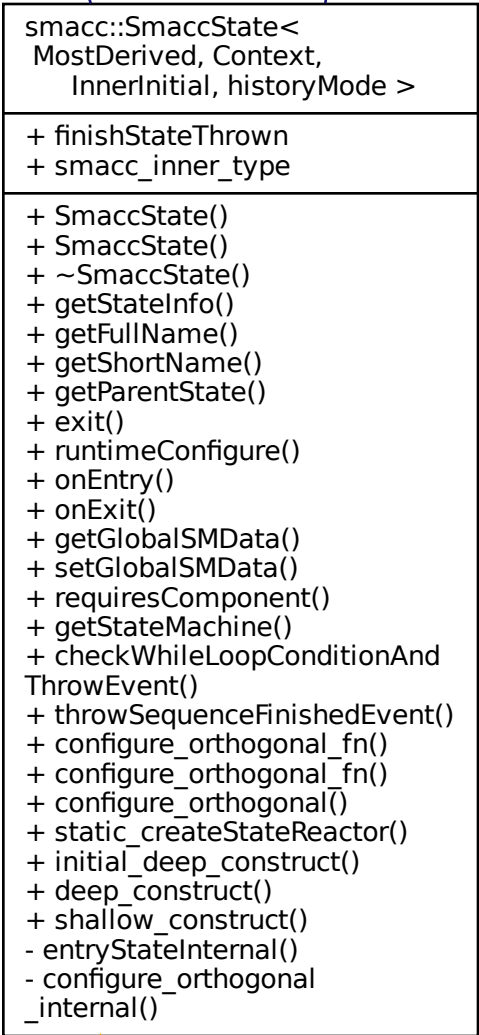 smacc::SmaccState<
MostDerived, Context,
InnerInitial, historyMode >
+ finishStateThrown
+ smacc_inner_type
+ SmaccState()
+ SmaccState()
+ ~SmaccState()
+ getStateInfo()
+ getFullName()
+ getShortName()
+ getParentState()
+ exit()
+ runtimeConfigure()
+ onEntry()
+ onExit()
+ getGlobalSMData()
+ setGlobalSMData()
+ requiresComponent()
+ getStateMachine()
+ checkWhileLoopConditionAnd
ThrowEvent()
+ throwSequenceFinishedEvent()
+ configure_orthogonal_fn()
+ configure_orthogonal_fn()
+ configure_orthogonal()
+ static_createStateReactor()
+ initial_deep_construct()
+ deep_construct()
+ shallow_construct()
- entryStateInternal()
- configure_orthogonal
_internal()